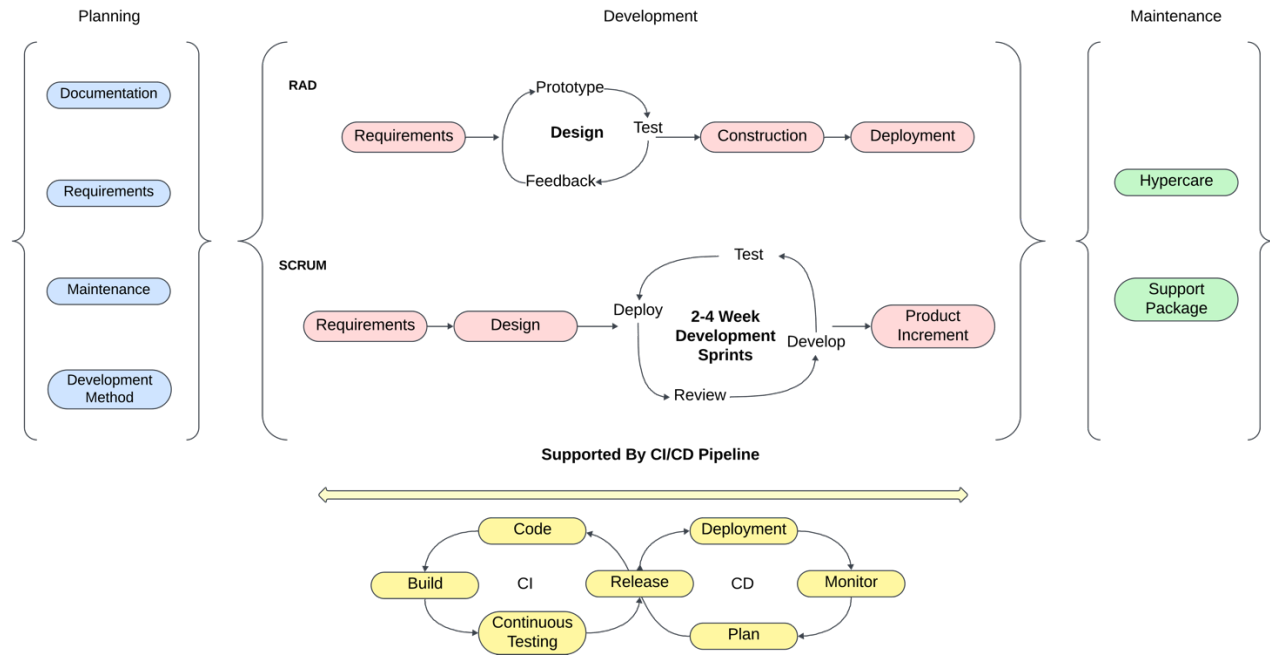 Planning
Development
Maintenance
Documentation
Requirements
Maintenance
Development
Method
RAD
Requirements
Prototype
Design
Test
Feedback
Construction
Deployment
SCRUM
Requirements
Design
Test
Deploy
2-4 Week
Development
Sprints
Develop
Review
Product
Increment
Hypercare
Support
Package
Supported By CI/CD Pipeline
Code
Build
CI
Continuous
Testing
Release
Deployment
CD
Monitor
Plan